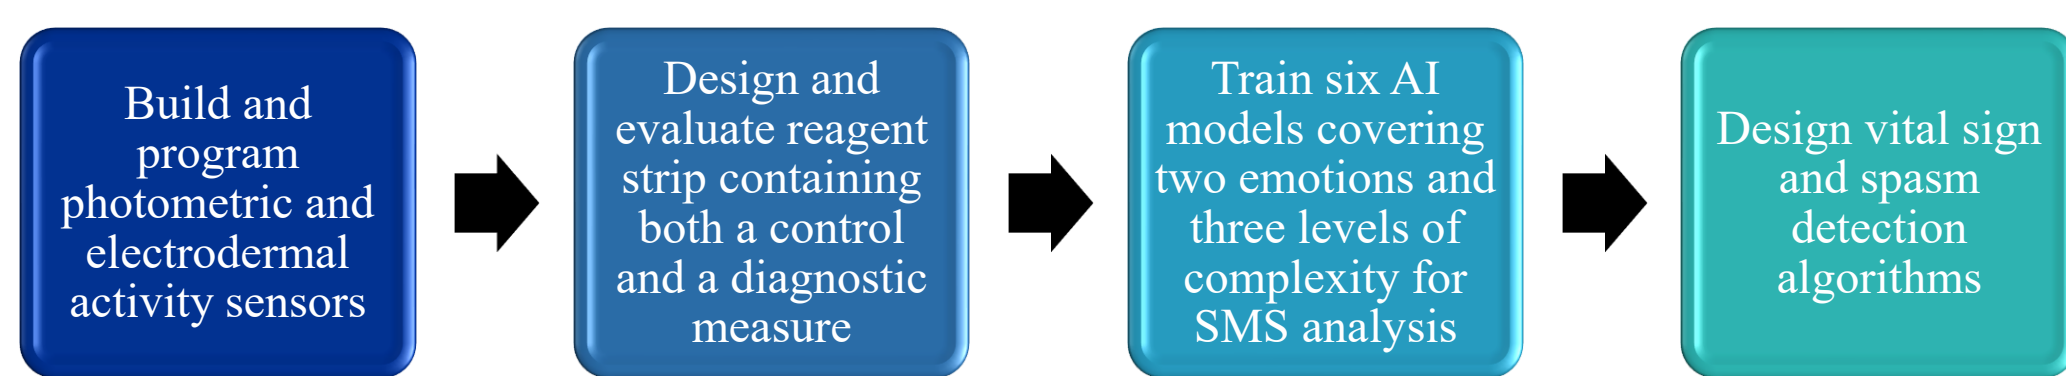 Build and
program
photometric and
electrodermal
activity sensors
Design and
evaluate reagent
strip containing
both a control
and a diagnostic
measure
Train six AI
models covering
two emotions and
three levels of
complexity for
SMS analysis
Design vital sign
and spasm
detection
algorithms